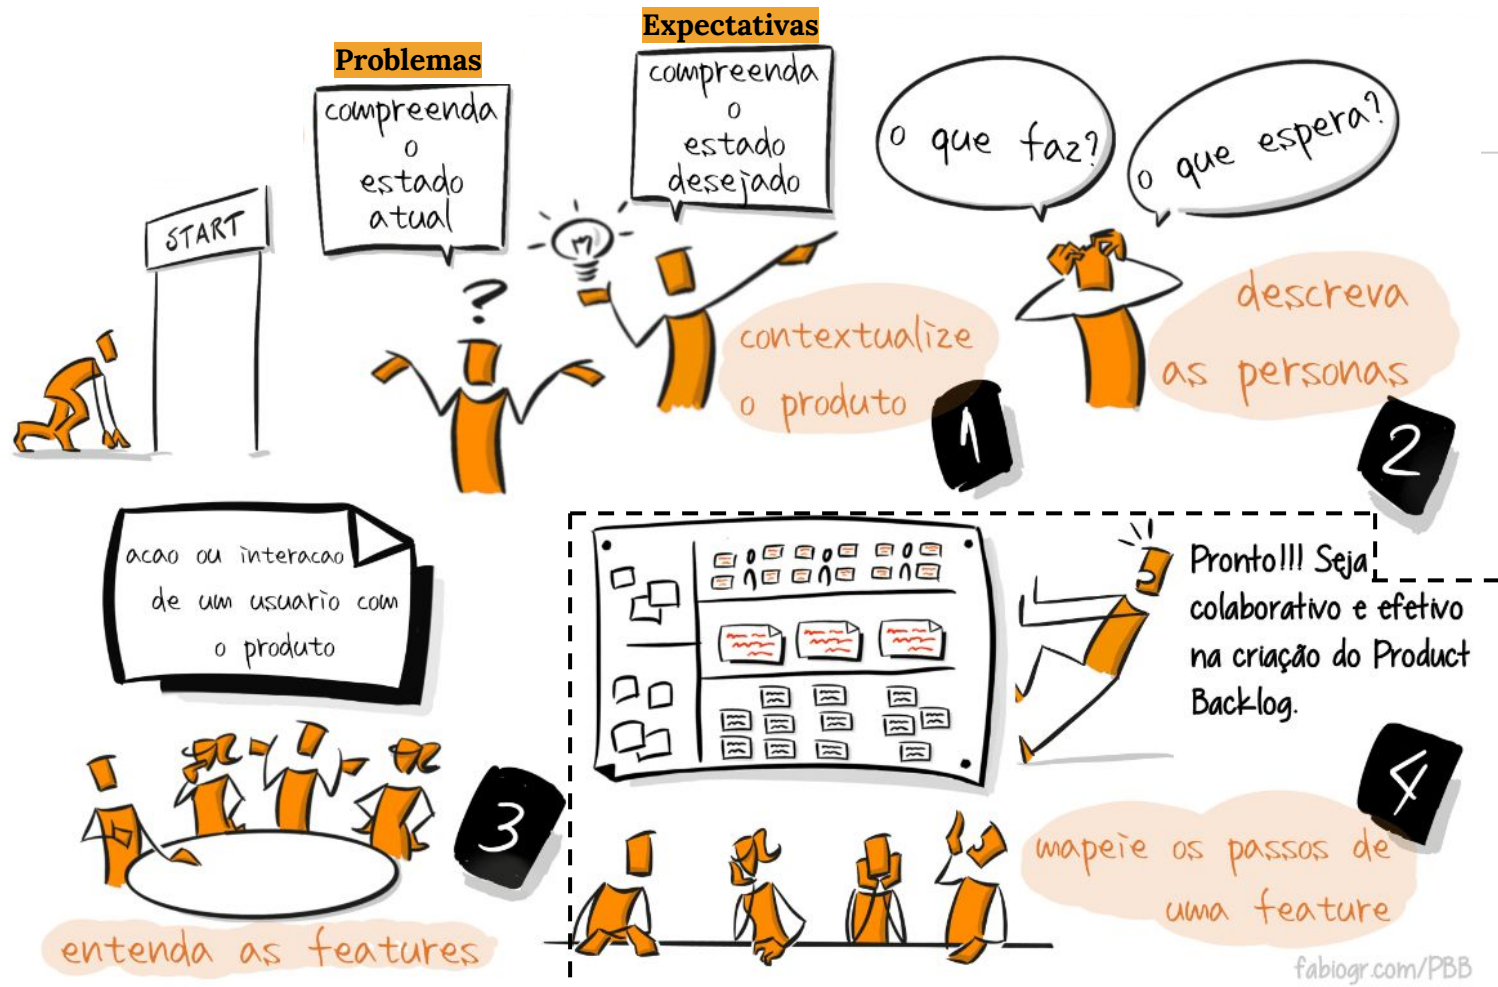 Problemas
compreenda
o
estado
atual
Expectativas
compreenda
o
estado
desejado
o que faz?
o que espera?
START
?
contextualize
o produto
1
descreva
as personas
2
acao ou interacao
de um usuario com
o produto
3
entenda as features
Pronto!!! Seja
colaborativo e efetivo
na criação do Product
Backlog.
4
mapeie os passos de
uma feature
fabiogr.com/PBB